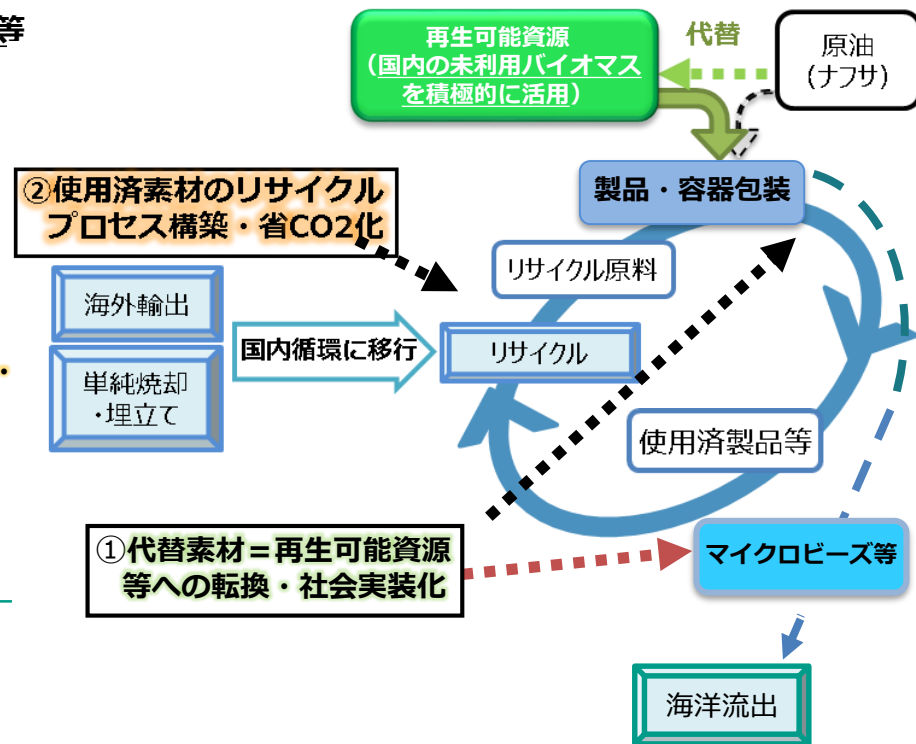 等
再生可能資源
（国内の未利用バイオマス
を積極的に活用）
代替
原油
(ナフサ)
②使用済素材のリサイクル
プロセス構築・省CO2化
製品・容器包装
リサイクル原料
海外輸出
国内循環に移行
リサイクル
単純焼却
・埋立て
・
使用済製品等
①代替素材＝再生可能資源
等への転換・社会実装化
マイクロビーズ等
海洋流出